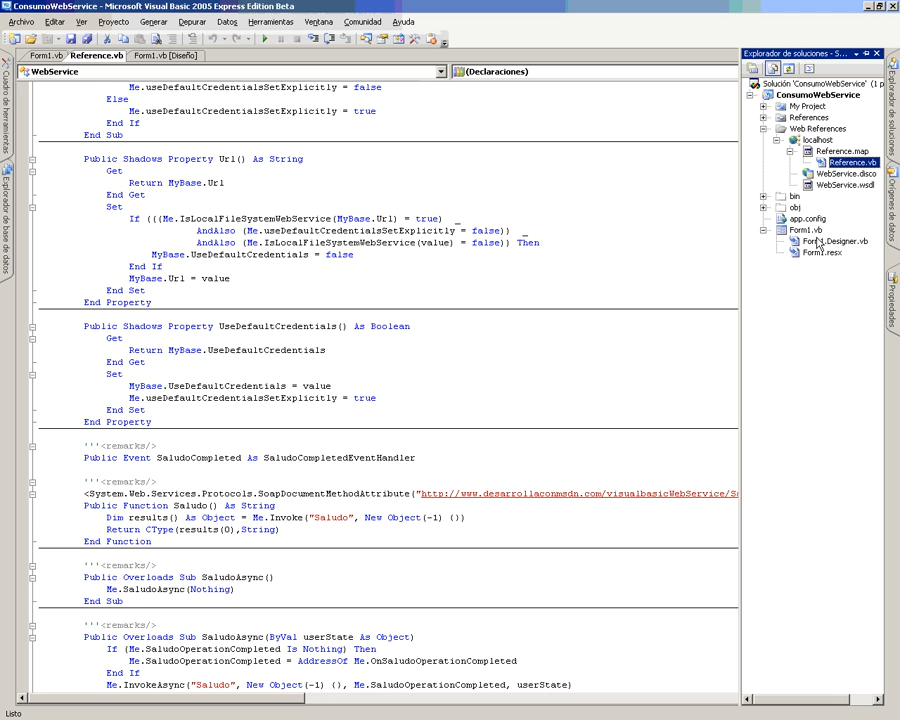 ConsumoWebService - Microsoft Visual Basic 2005 Express Edition Beta
Archivo Editar Ver Proyecto Generar Depurar Datos Herramientas Ventana Comunidad Ayuda
Form1.vb Reference.vb Form1.vb [Diseño]
WebService (Declaraciones)
Me.useDefaultCredentialsSetExplicitly = false
Else
Me.useDefaultCredentialsSetExplicitly = true
End If
End Sub
Public Shadows Property Url() As String
Get
Return MyBase.Url
End Get
Set
If (((Me.IsLocalFileSystemWebService(MyBase.Url) = true) _
AndAlso (Me.useDefaultCredentialsSetExplicitly = false)) _
AndAlso (Me.IsLocalFileSystemWebService(value) = false)) Then
MyBase.UseDefaultCredentials = false
End If
MyBase.Url = value
End Set
End Property
Public Shadows Property UseDefaultCredentials() As Boolean
Get
Return MyBase.UseDefaultCredentials
End Get
Set
MyBase.UseDefaultCredentials = value
Me.useDefaultCredentialsSetExplicitly = true
End Set
End Property
'''<remarks/>
Public Event SaludoCompleted As SaludoCompletedEventHandler
'''<remarks/>
<System.Web.Services.Protocols.SoapDocumentMethodAttribute("http://www.desarrollaconmsdn.com/visualbasicWebService/Sa
Public Function Saludo() As String
Dim results() As Object = Me.Invoke("Saludo", New Object(-1) {})
Return CType(results(0),String)
End Function
'''<remarks/>
Public Overloads Sub SaludoAsync()
Me.SaludoAsync(Nothing)
End Sub
'''<remarks/>
Public Overloads Sub SaludoAsync(ByVal userState As Object)
If (Me.SaludoOperationCompleted Is Nothing) Then
Me.SaludoOperationCompleted = AddressOf Me.OnSaludoOperationCompleted
End If
Me.InvokeAsync("Saludo", New Object(-1) {}, Me.SaludoOperationCompleted, userState)
Explorador de soluciones - S...
Solución 'ConsumoWebService' (1 p
ConsumoWebService
My Project
References
Web References
localhost
Reference.map
Reference.vb
WebService.disco
WebService.wsdl
bin
obj
app.config
Form1.vb
Form1.Designer.vb
Form1.resx
Cuadro de herramientas
Explorador de base de datos
Explorador de soluciones
Orígenes de datos
Propiedades
Listo